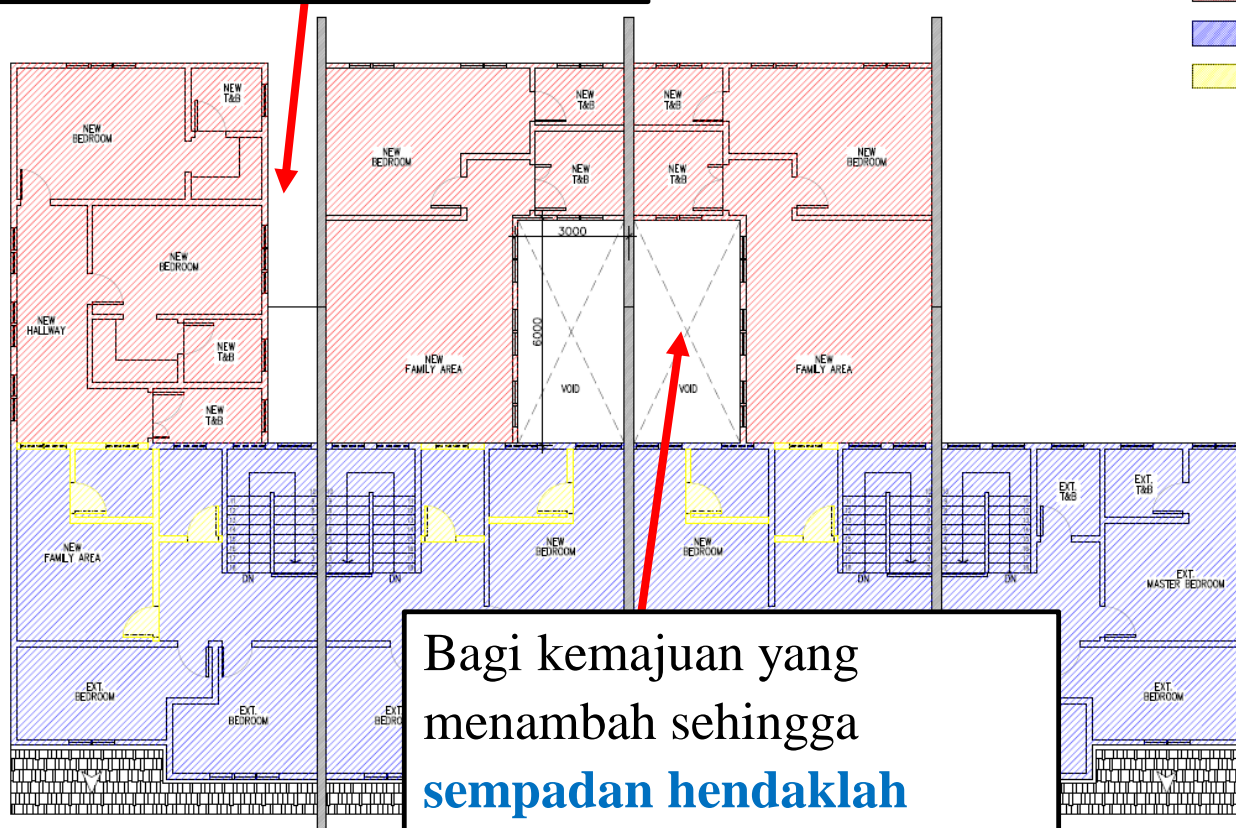 NEW
T&B
NEW
BEDROOM
NEW
BEDROOM
NEW
HALLWAY
NEW
T&B
NEW
T&B
NEW
BEDROOM
NEW
T&B
NEW
T&B
NEW
T&B
NEW
T&B
NEW
BEDROOM
3000
6000
NEW
FAMILY AREA
VOID
VOID
NEW
FAMILY AREA
NEW
FAMILY AREA
DN
DN
NEW
BEDROOM
NEW
BEDROOM
DN
DN
EXT.
T&B
EXT.
T&B
EXT.
MASTER BEDROOM
EXT.
BEDROOM
EXT.
BEDROOM
EXT.
BEDROOM
Bagi kemajuan yang
menambah sehingga
sempadan hendaklah